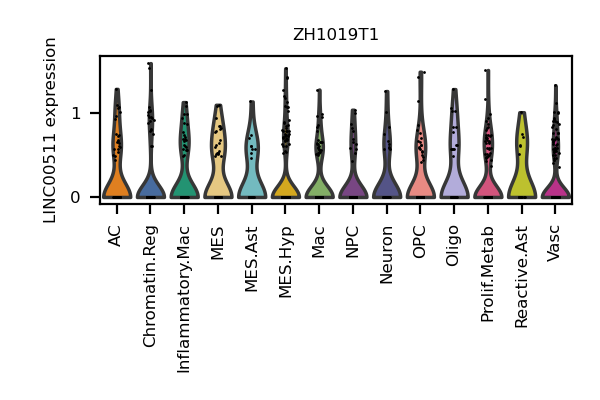 ZH1019T1
LINC00511 expression
1
0
AC
Chromatin.Reg
Inflammatory.Mac
MES
MES.Ast
MES.Hyp
Mac
NPC
Neuron
OPC
Oligo
Prolif.Metab
Reactive.Ast
Vasc